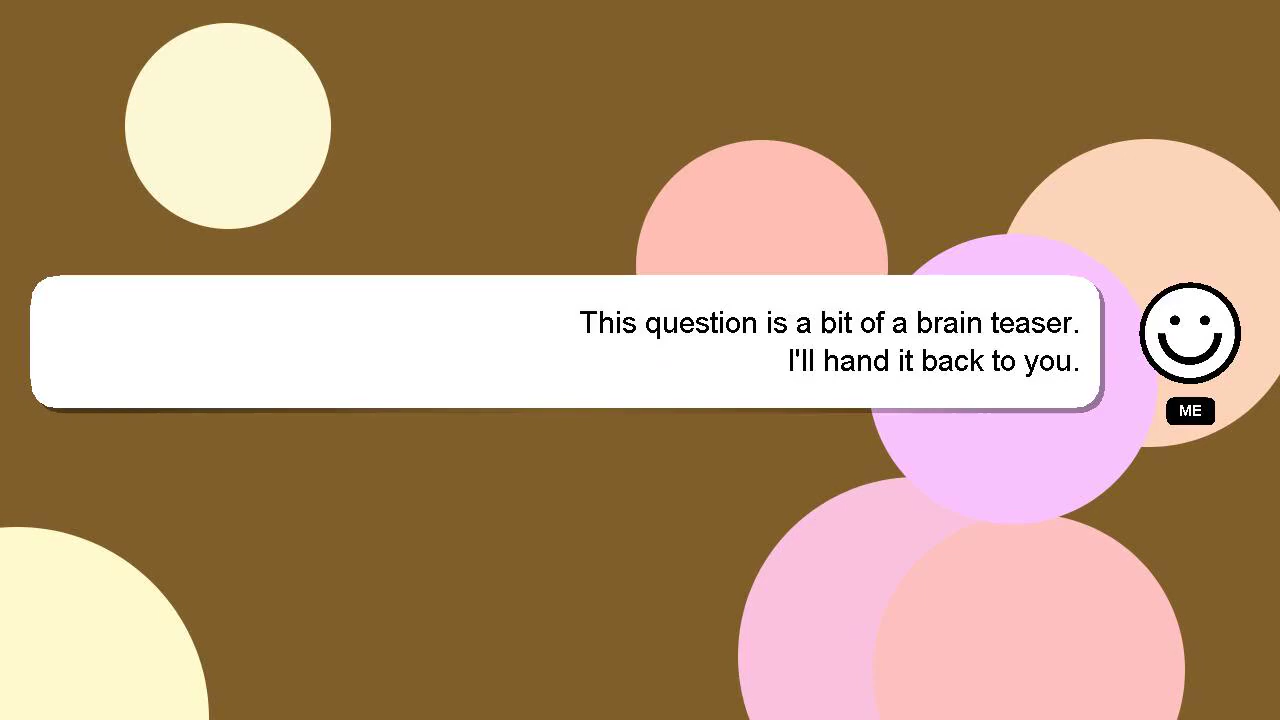 This question is a bit of a brain teaser.
I'll hand it back to you.
ME